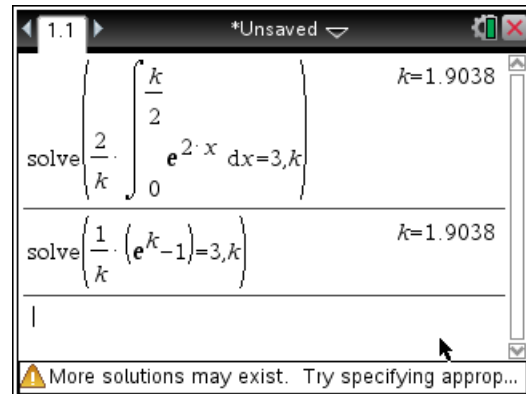 1.1 *Unsaved
solve(2/k · ∫₀^(k/2) e^(2·x) dx=3,k) k=1.9038
solve(1/k · (e^k−1)=3,k) k=1.9038
More solutions may exist. Try specifying approp...